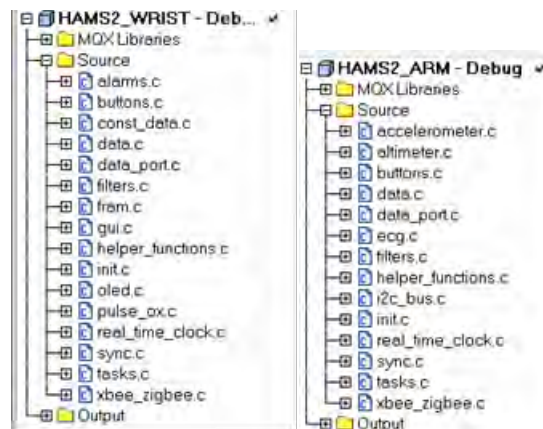 HAMS2_WRIST - Deb...
MQX Libraries
Source
alarms.c
buttons.c
const_data.c
data.c
data_port.c
filters.c
fram.c
gui.c
helper_functions.c
init.c
oled.c
pulse_ox.c
real_time_clock.c
sync.c
tasks.c
xbee_zigbee.c
Output
HAMS2_ARM - Debug
MQX Libraries
Source
accelerometer.c
altimeter.c
buttons.c
data.c
data_port.c
ecg.c
filters.c
helper_functions.c
i2c_bus.c
init.c
real_time_clock.c
sync.c
tasks.c
xbee_zigbee.c
Output